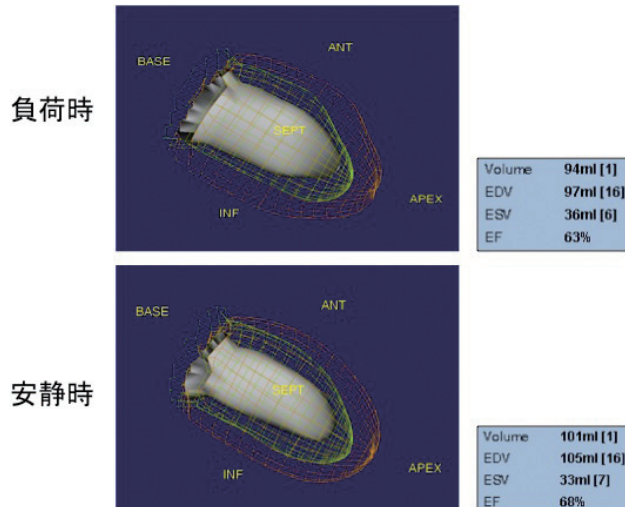 負荷時
BASE
ANT
SEPT
INF
APEX
Volume 94ml [1]
EDV 97ml [16]
ESV 36ml [6]
EF 63%
安静時
BASE
ANT
SEPT
INF
APEX
Volume 101ml [1]
EDV 105ml [16]
ESV 33ml [7]
EF 68%